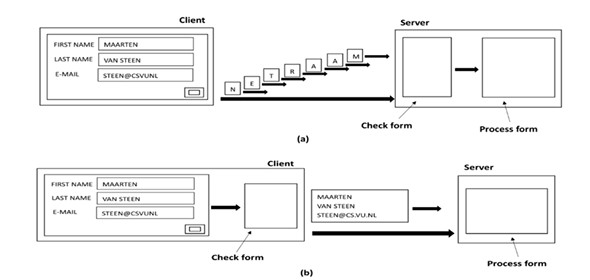 Client
Server
FIRST NAME MAARTEN
LAST NAME VAN STEEN
E-MAIL STEEN@CSVUNL
N E T R A A M
Check form
Process form
(a)
Client
Server
FIRST NAME MAARTEN
LAST NAME VAN STEEN
E-MAIL STEEN@CSVUNL
MAARTEN
VAN STEEN
STEEN@CS.VU.NL
Check form
Process form
(b)